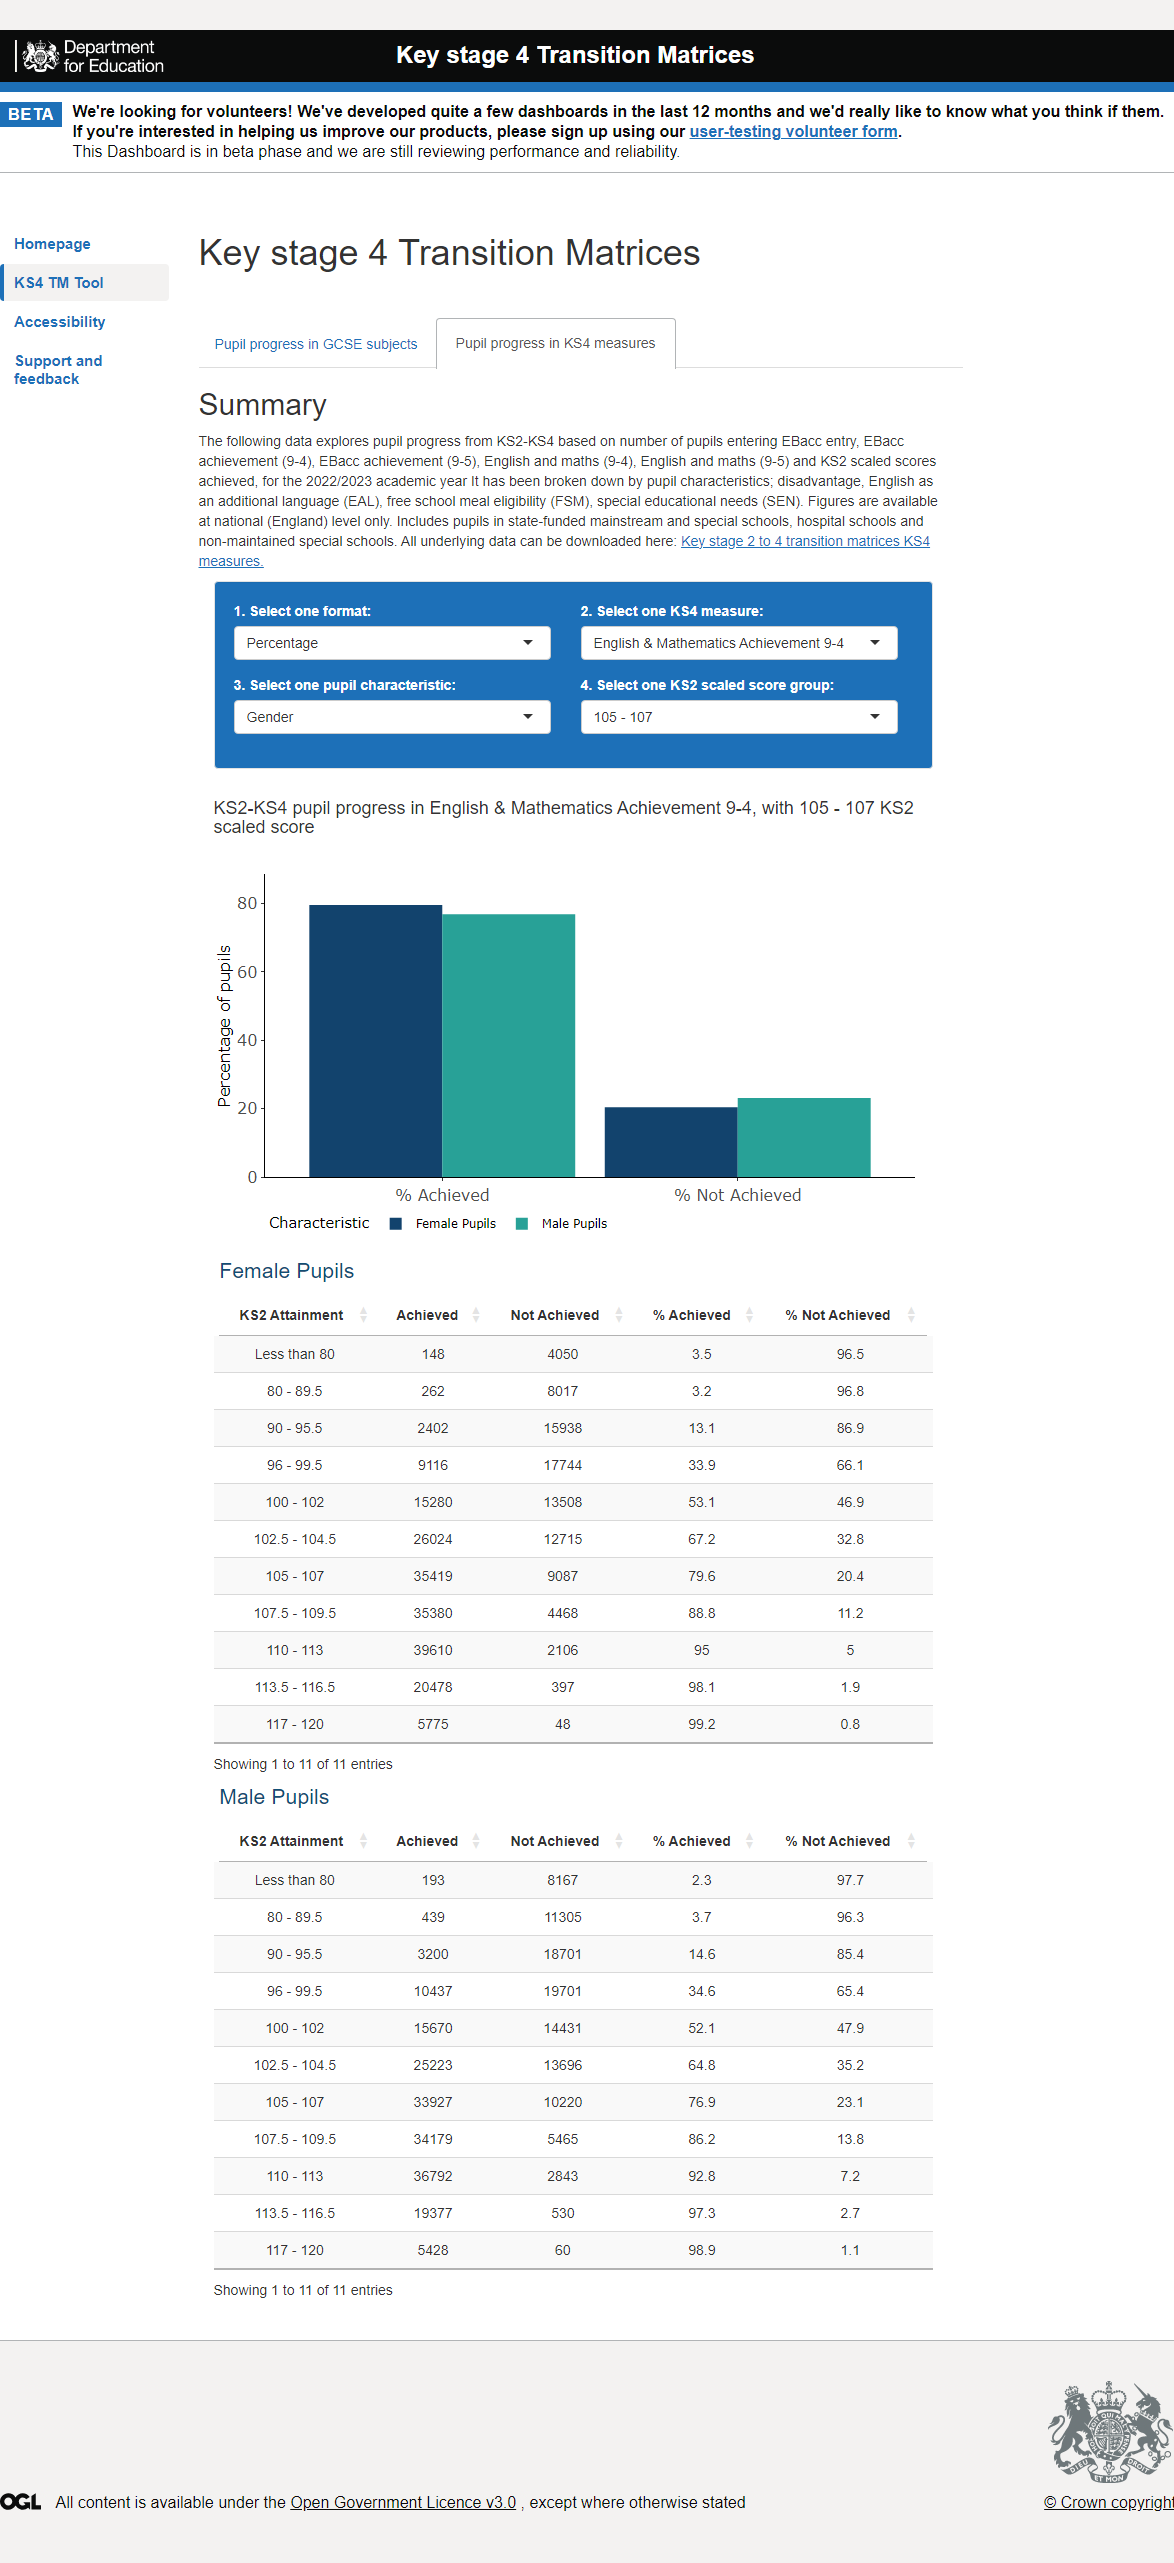 Department
for Education
Key stage 4 Transition Matrices
BETA
We're looking for volunteers! We've developed quite a few dashboards in the last 12 months and we'd really like to know what you think if them.
If you're interested in helping us improve our products, please sign up using our user-testing volunteer form.
This Dashboard is in beta phase and we are still reviewing performance and reliability.
Homepage
KS4 TM Tool
Accessibility
Support and
feedback
Key stage 4 Transition Matrices
Pupil progress in GCSE subjects
Pupil progress in KS4 measures
Summary
The following data explores pupil progress from KS2-KS4 based on number of pupils entering EBacc entry, EBacc
achievement (9-4), EBacc achievement (9-5), English and maths (9-4), English and maths (9-5) and KS2 scaled scores
achieved, for the 2022/2023 academic year It has been broken down by pupil characteristics; disadvantage, English as
an additional language (EAL), free school meal eligibility (FSM), special educational needs (SEN). Figures are available
at national (England) level only. Includes pupils in state-funded mainstream and special schools, hospital schools and
non-maintained special schools. All underlying data can be downloaded here: Key stage 2 to 4 transition matrices KS4
measures.
1. Select one format:
Percentage
2. Select one KS4 measure:
English & Mathematics Achievement 9-4
3. Select one pupil characteristic:
Gender
4. Select one KS2 scaled score group:
105 - 107
KS2-KS4 pupil progress in English & Mathematics Achievement 9-4, with 105 - 107 KS2
scaled score
Percentage of pupils
80
60
40
20
0
% Achieved
% Not Achieved
Characteristic Female Pupils Male Pupils
Female Pupils
KS2 Attainment Achieved Not Achieved % Achieved % Not Achieved
Less than 80 148 4050 3.5 96.5
80 - 89.5 262 8017 3.2 96.8
90 - 95.5 2402 15938 13.1 86.9
96 - 99.5 9116 17744 33.9 66.1
100 - 102 15280 13508 53.1 46.9
102.5 - 104.5 26024 12715 67.2 32.8
105 - 107 35419 9087 79.6 20.4
107.5 - 109.5 35380 4468 88.8 11.2
110 - 113 39610 2106 95 5
113.5 - 116.5 20478 397 98.1 1.9
117 - 120 5775 48 99.2 0.8
Showing 1 to 11 of 11 entries
Male Pupils
KS2 Attainment Achieved Not Achieved % Achieved % Not Achieved
Less than 80 193 8167 2.3 97.7
80 - 89.5 439 11305 3.7 96.3
90 - 95.5 3200 18701 14.6 85.4
96 - 99.5 10437 19701 34.6 65.4
100 - 102 15670 14431 52.1 47.9
102.5 - 104.5 25223 13696 64.8 35.2
105 - 107 33927 10220 76.9 23.1
107.5 - 109.5 34179 5465 86.2 13.8
110 - 113 36792 2843 92.8 7.2
113.5 - 116.5 19377 530 97.3 2.7
117 - 120 5428 60 98.9 1.1
Showing 1 to 11 of 11 entries
OGL All content is available under the Open Government Licence v3.0 , except where otherwise stated
© Crown copyright